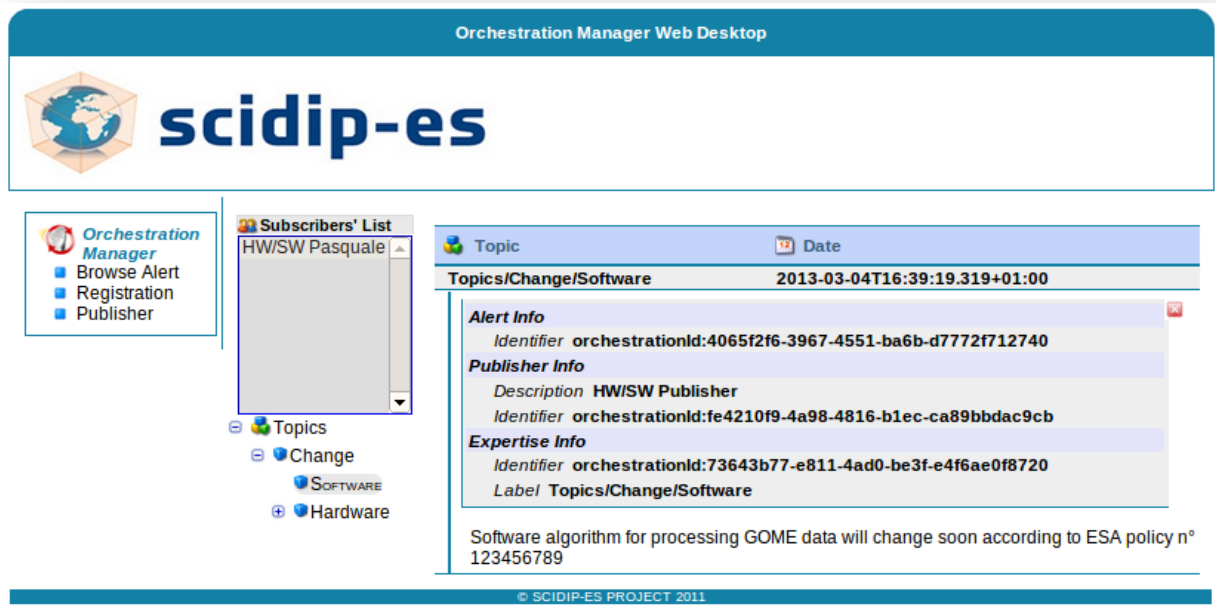 Orchestration Manager Web Desktop
scidip-es
Orchestration
Manager
Browse Alert
Registration
Publisher
Subscribers' List
HW/SW Pasquale
Topics
Change
Software
Hardware
Topic Date
Topics/Change/Software 2013-03-04T16:39:19.319+01:00
Alert Info
Identifier orchestrationId:4065f2f6-3967-4551-ba6b-d7772f712740
Publisher Info
Description HW/SW Publisher
Identifier orchestrationId:fe4210f9-4a98-4816-b1ec-ca89bbdac9cb
Expertise Info
Identifier orchestrationId:73643b77-e811-4ad0-be3f-e4f6ae0f8720
Label Topics/Change/Software
Software algorithm for processing GOME data will change soon according to ESA policy n°
123456789
© SCIDIP-ES PROJECT 2011